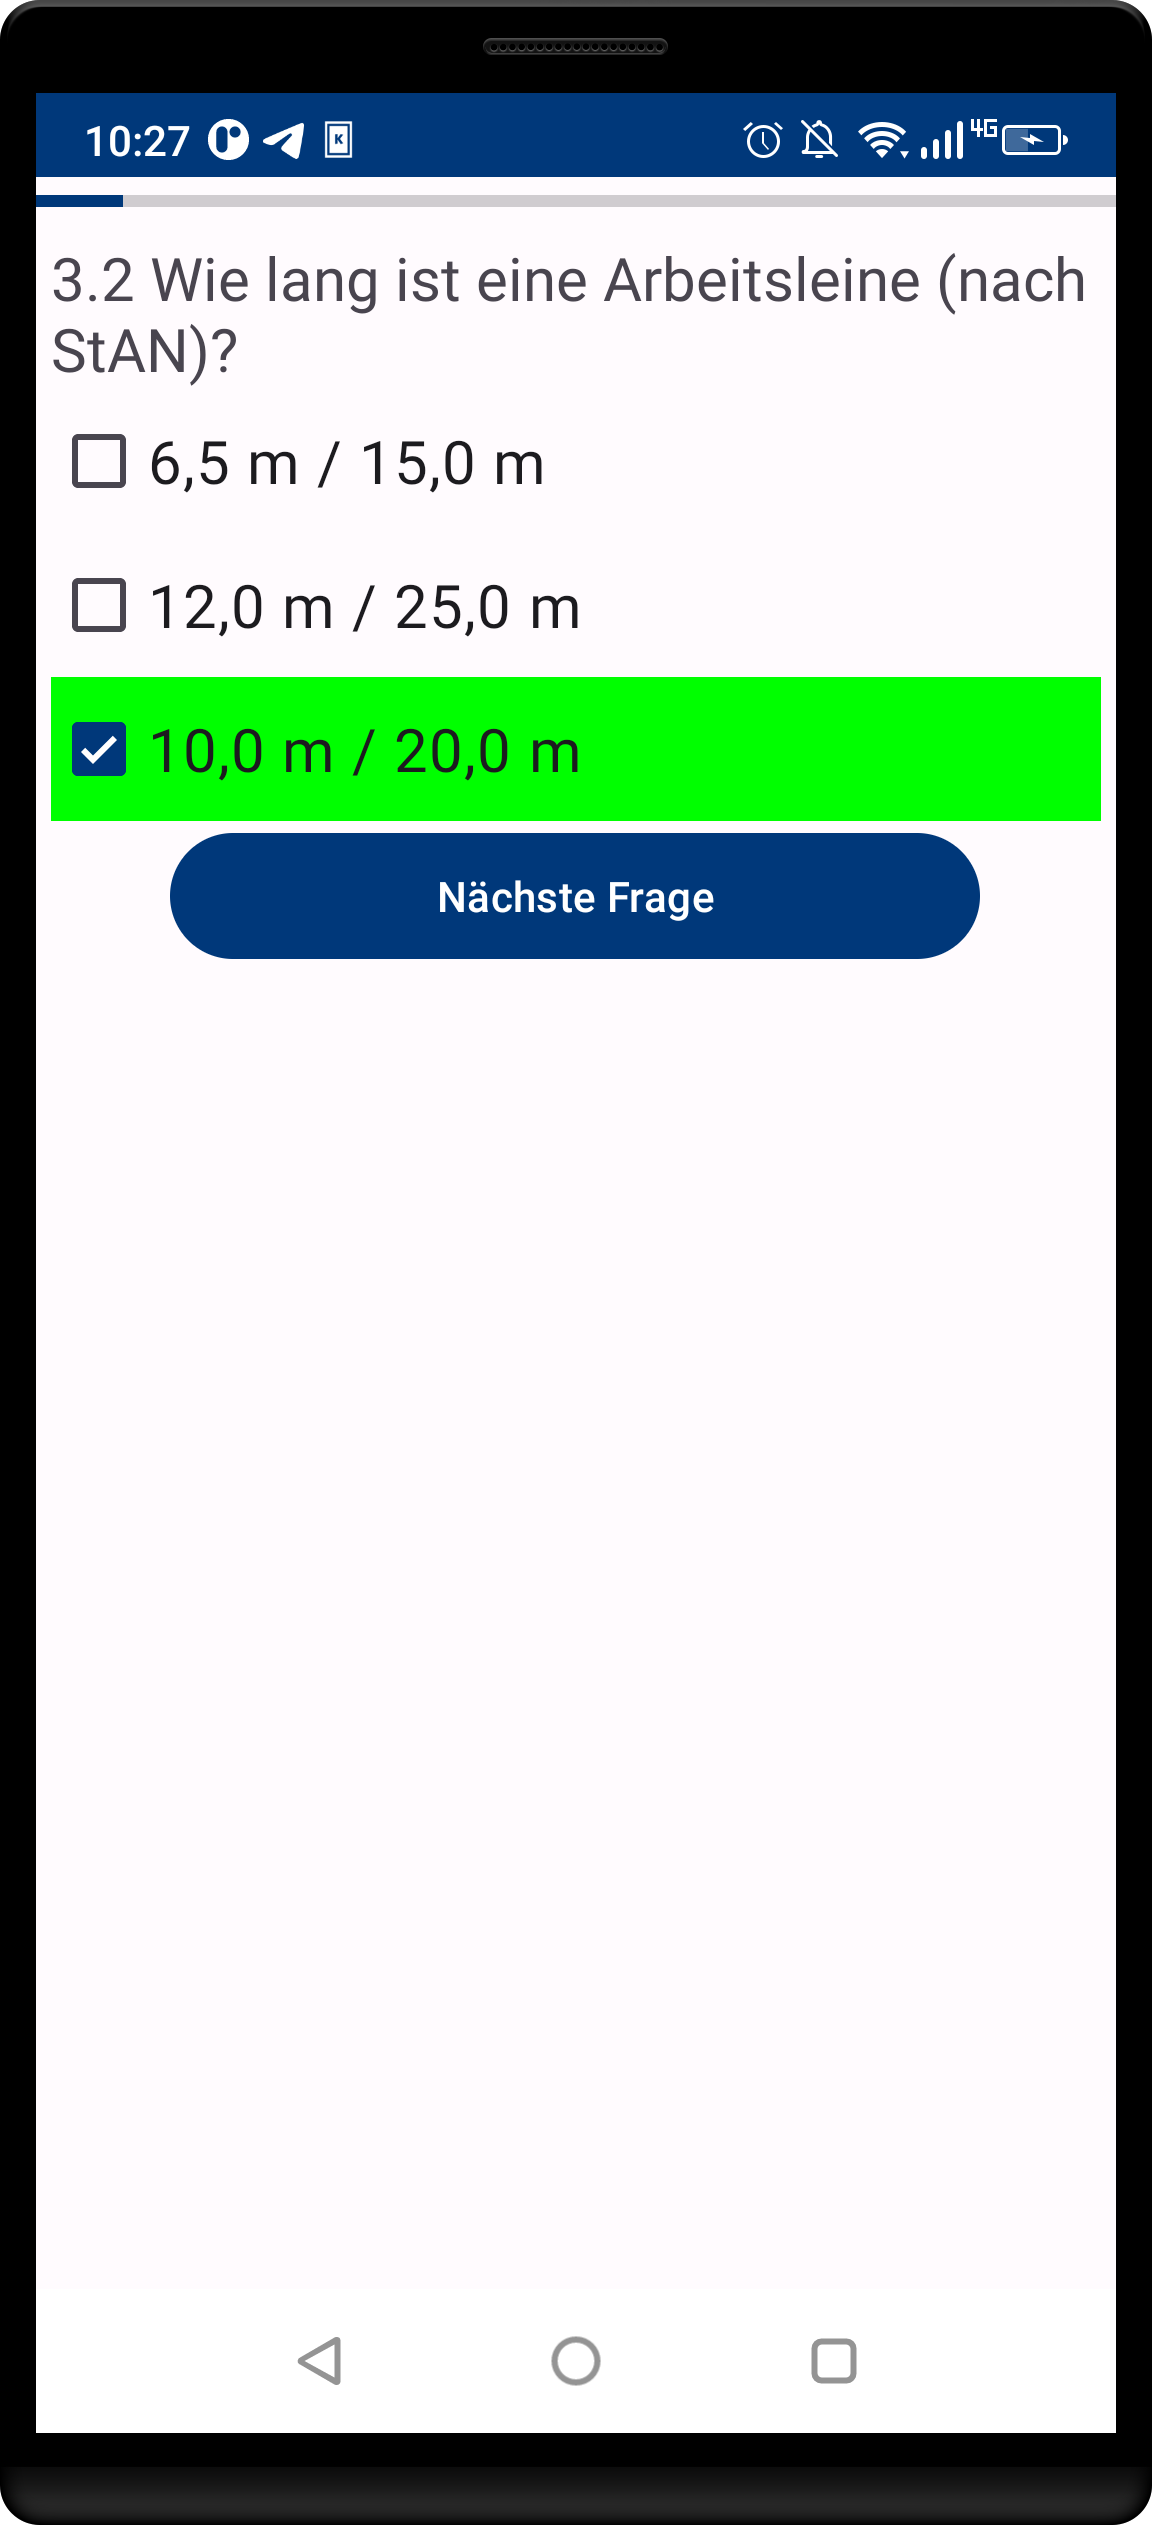 10:27
4G
3.2 Wie lang ist eine Arbeitsleine (nach
StAN)?
6,5 m / 15,0 m
12,0 m / 25,0 m
10,0 m / 20,0 m
Nächste Frage